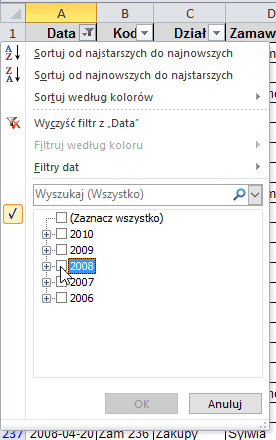 A B C D
1 Data Kod Dział Zamaw
Sortuj od najstarszych do najnowszych
Sortuj od najnowszych do najstarszych
Sortuj według kolorów
Wyczyść filtr z „Data”
Filtruj według koloru
Filtry dat
Wyszukaj (Wszystko)
(Zaznacz wszystko)
2010
2009
2008
2007
2006
OK Anuluj
237 2008-04-20 Zam 236 Zakupy Sylwia